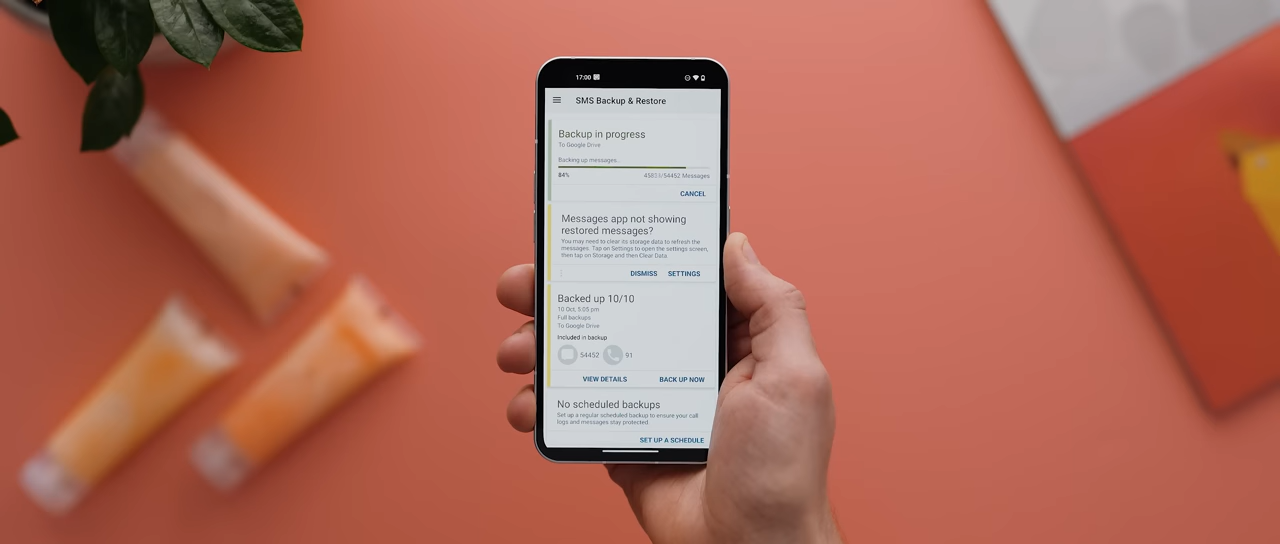 17:00
SMS Backup & Restore
Backup in progress
To Google Drive
Backing up messages...
84% /54452 Messages
CANCEL
Messages app not showing
restored messages?
You may need to clear its storage data to refresh the
messages. Tap on Settings to open the settings screen,
then tap on Storage and then Clear Data.
DISMISS SETTINGS
Backed up 10/10
10 Oct, 5:05 pm
Full backups
To Google Drive
Included in backup
54452 91
VIEW DETAILS BACK UP NOW
No scheduled backups
Set up a regular scheduled backup to ensure your call
logs and messages stay protected
SET UP A SCHEDULE